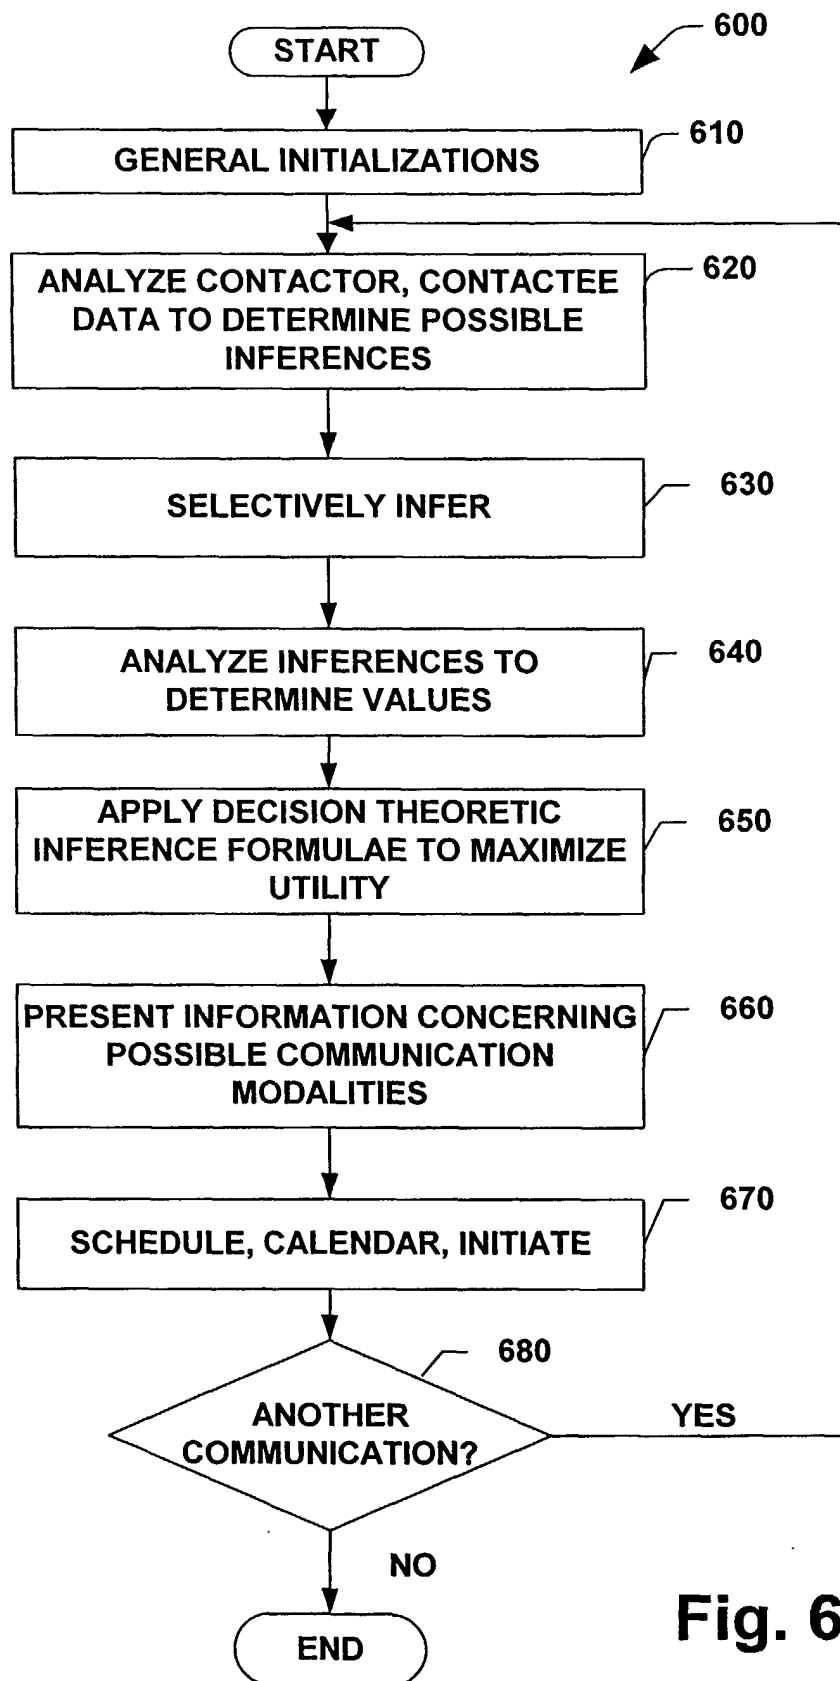 START
600
GENERAL INITIALIZATIONS
610
ANALYZE CONTACTOR, CONTACTEE
DATA TO DETERMINE POSSIBLE
INFERENCES
620
SELECTIVELY INFER
630
ANALYZE INFERENCES TO
DETERMINE VALUES
640
APPLY DECISION THEORETIC
INFERENCE FORMULAE TO MAXIMIZE
UTILITY
650
PRESENT INFORMATION CONCERNING
POSSIBLE COMMUNICATION
MODALITIES
660
SCHEDULE, CALENDAR, INITIATE
670
680
ANOTHER
COMMUNICATION?
YES
NO
END
Fig. 6